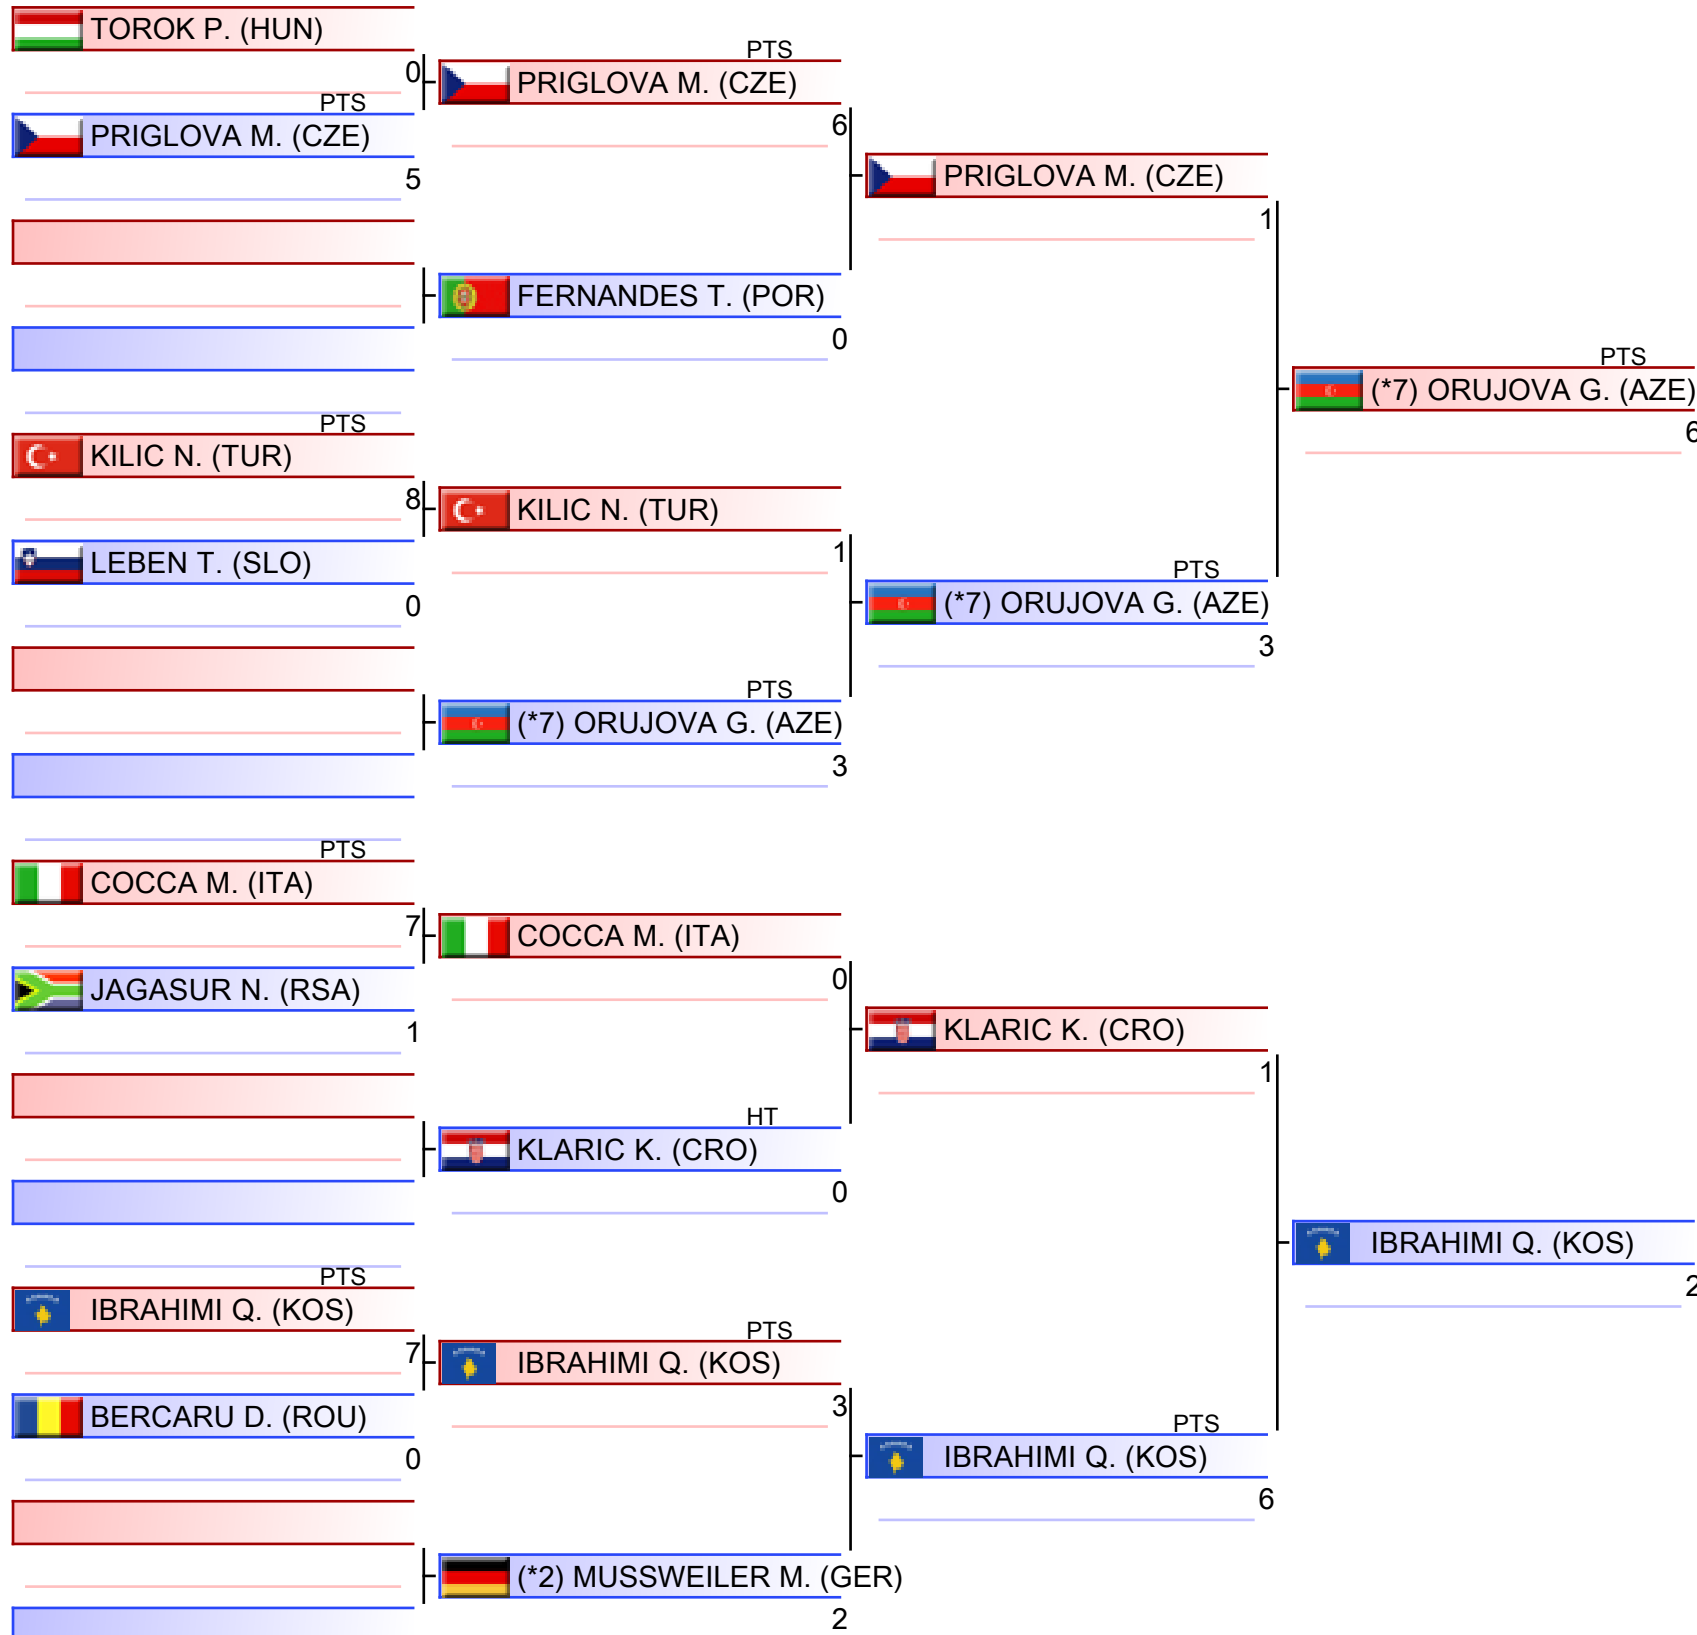 TOROK P. (HUN)
0
PTS
PRIGLOVA M. (CZE)
5
PTS
KILIC N. (TUR)
8
LEBEN T. (SLO)
0
PTS
COCCA M. (ITA)
7
JAGASUR N. (RSA)
1
PTS
IBRAHIMI Q. (KOS)
7
BERCARU D. (ROU)
0
PTS
PRIGLOVA M. (CZE)
6
FERNANDES T. (POR)
0
KILIC N. (TUR)
1
PTS
(*7) ORUJOVA G. (AZE)
3
COCCA M. (ITA)
0
HT
KLARIC K. (CRO)
0
PTS
IBRAHIMI Q. (KOS)
3
(*2) MUSSWEILER M. (GER)
2
PRIGLOVA M. (CZE)
1
PTS
(*7) ORUJOVA G. (AZE)
3
KLARIC K. (CRO)
1
PTS
IBRAHIMI Q. (KOS)
6
PTS
(*7) ORUJOVA G. (AZE)
6
IBRAHIMI Q. (KOS)
2